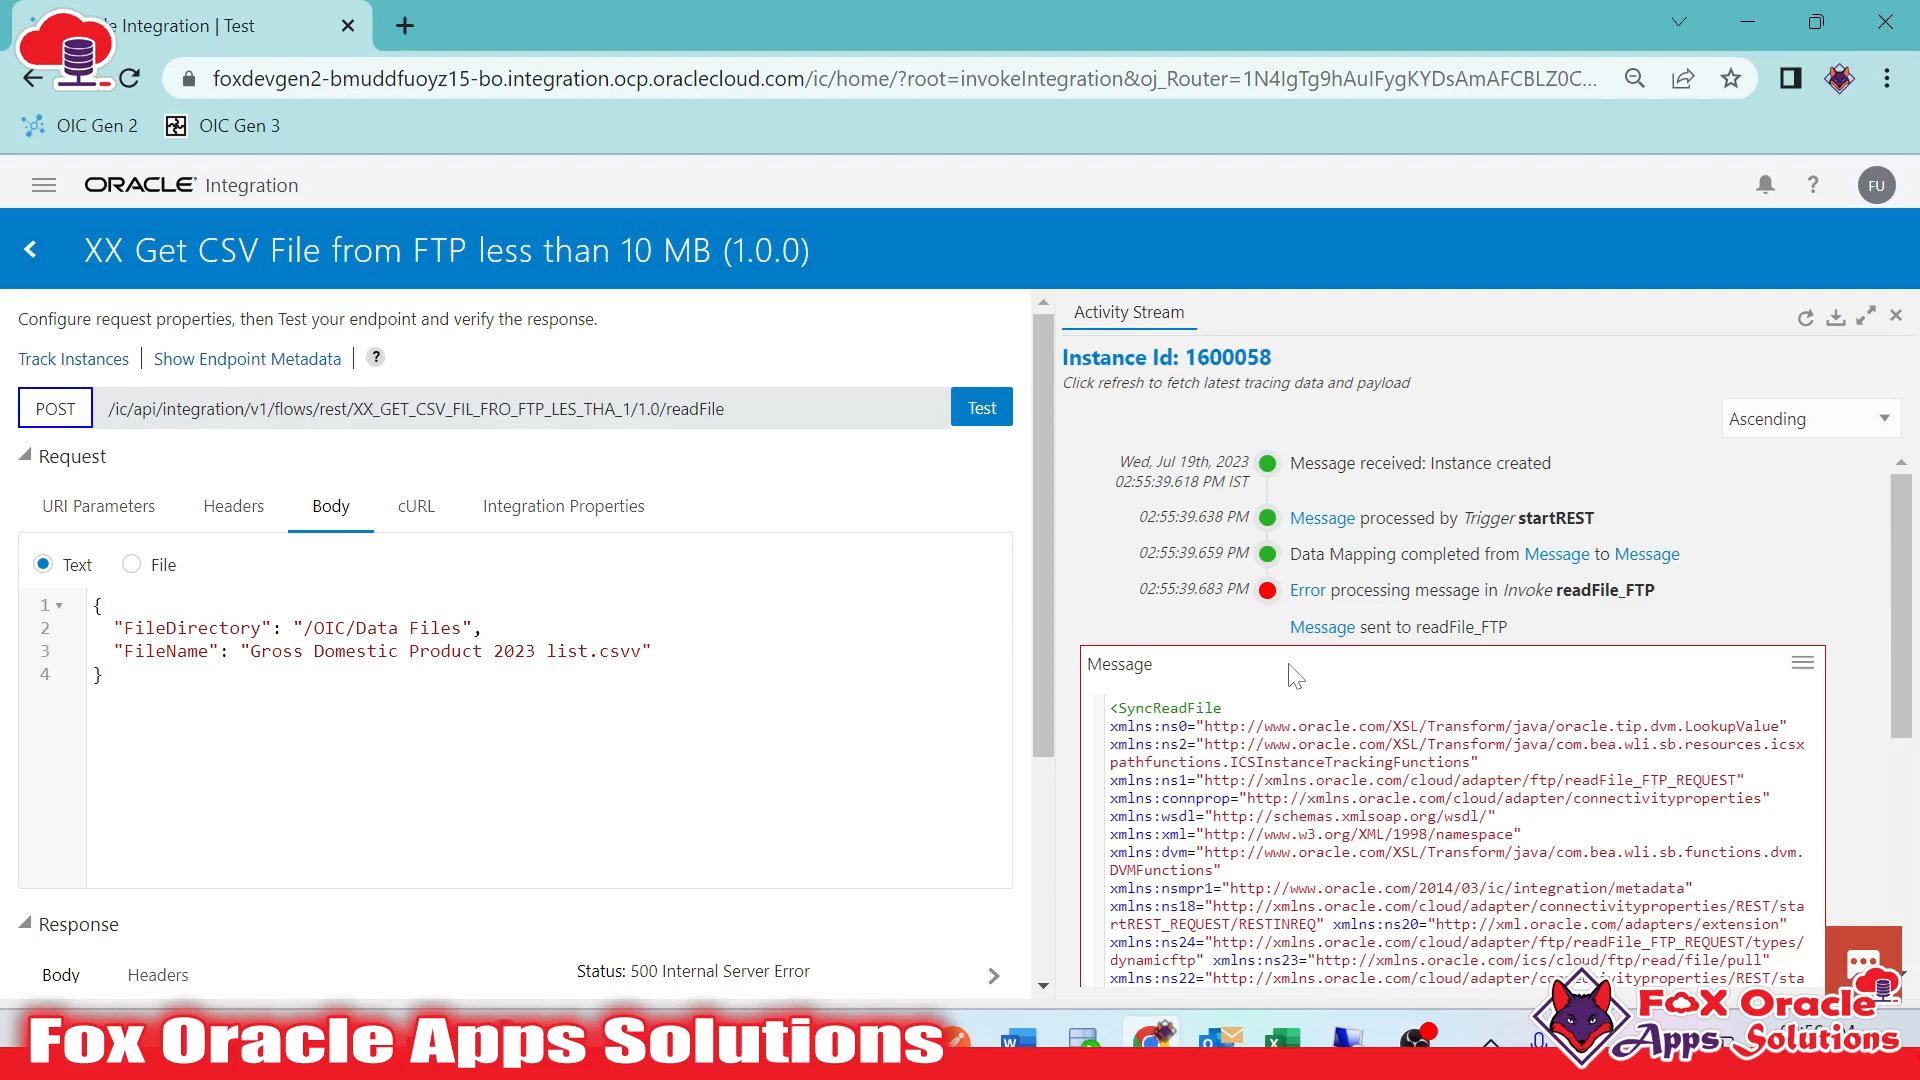 Integration | Test
foxdevgen2-bmuddfuoyz15-bo.integration.ocp.oraclecloud.com/ic/home/?root=invokeIntegration&oj_Router=1N4IgTg9hAuIFygKYDsAmAFCBLZ0C...
OIC Gen 2
OIC Gen 3
ORACLE Integration
FU
XX Get CSV File from FTP less than 10 MB (1.0.0)
Configure request properties, then Test your endpoint and verify the response.
Track Instances
Show Endpoint Metadata
?
POST
/ic/api/integration/v1/flows/rest/XX_GET_CSV_FIL_FRO_FTP_LES_THA_1/1.0/readFile
Test
Request
URI Parameters
Headers
Body
cURL
Integration Properties
Text
File
1 {
2 "FileDirectory": "/OIC/Data Files",
3 "FileName": "Gross Domestic Product 2023 list.csvv"
4 }
Response
Body
Headers
Status: 500 Internal Server Error
Activity Stream
Instance Id: 1600058
Click refresh to fetch latest tracing data and payload
Ascending
Wed, Jul 19th, 2023
02:55:39.618 PM IST
Message received: Instance created
02:55:39.638 PM
Message processed by Trigger startREST
02:55:39.659 PM
Data Mapping completed from Message to Message
02:55:39.683 PM
Error processing message in Invoke readFile_FTP
Message sent to readFile_FTP
Message
<SyncReadFile
xmlns:ns0="http://www.oracle.com/XSL/Transform/java/oracle.tip.dvm.LookupValue"
xmlns:ns2="http://www.oracle.com/XSL/Transform/java/com.bea.wli.sb.resources.icsx
pathfunctions.ICSInstanceTrackingFunctions"
xmlns:ns1="http://xmlns.oracle.com/cloud/adapter/ftp/readFile_FTP_REQUEST"
xmlns:connprop="http://xmlns.oracle.com/cloud/adapter/connectivityproperties"
xmlns:wsdl="http://schemas.xmlsoap.org/wsdl/"
xmlns:xml="http://www.w3.org/XML/1998/namespace"
xmlns:dvm="http://www.oracle.com/XSL/Transform/java/com.bea.wli.sb.functions.dvm.
DVMFunctions"
xmlns:nsmpr1="http://www.oracle.com/2014/03/ic/integration/metadata"
xmlns:ns18="http://xmlns.oracle.com/cloud/adapter/connectivityproperties/REST/sta
rtREST_REQUEST/RESTINREQ" xmlns:ns20="http://xml.oracle.com/adapters/extension"
xmlns:ns24="http://xmlns.oracle.com/cloud/adapter/ftp/readFile_FTP_REQUEST/types/
dynamicftp" xmlns:ns23="http://xmlns.oracle.com/ics/cloud/ftp/read/file/pull"
xmlns:ns22="http://xmlns.oracle.com/cloud/adapter/connectivityproperties/REST/sta
Fox Oracle Apps Solutions
FOX Oracle
Apps Solutions